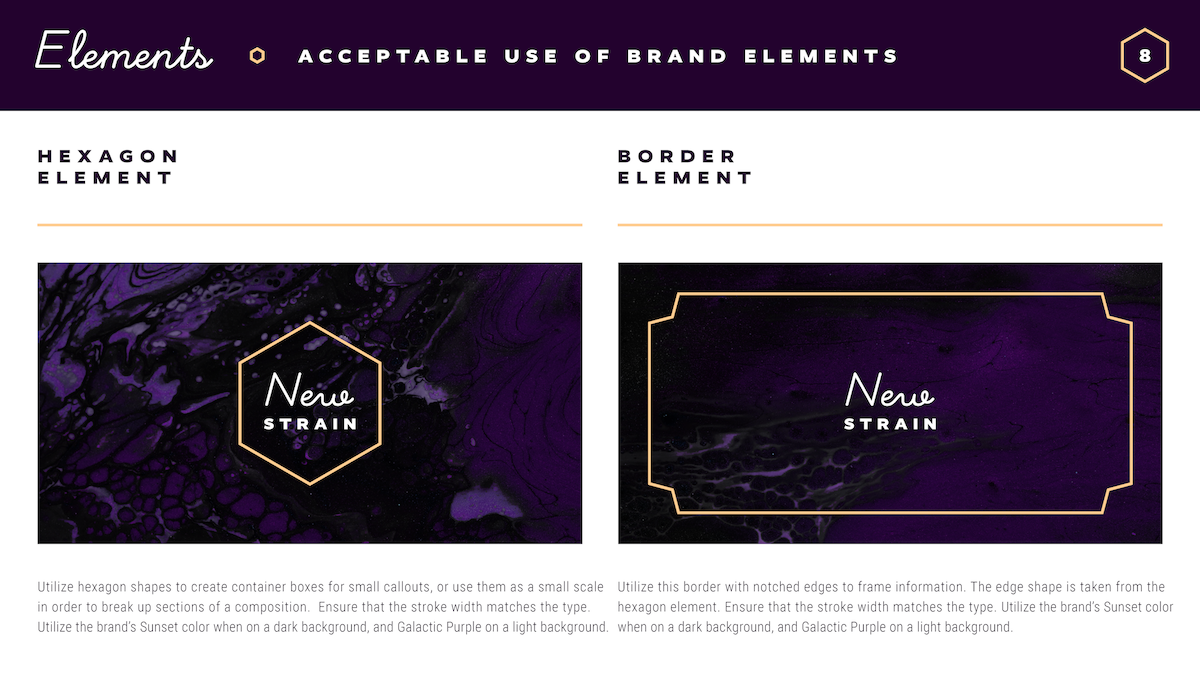 Elements ACCEPTABLE USE OF BRAND ELEMENTS 8
HEXAGON
ELEMENT
New
STRAIN
Utilize hexagon shapes to create container boxes for small callouts, or use them as a small scale
in order to break up sections of a composition.  Ensure that the stroke width matches the type.
Utilize the brand's Sunset color when on a dark background, and Galactic Purple on a light background.
BORDER
ELEMENT
New
STRAIN
Utilize this border with notched edges to frame information. The edge shape is taken from the
hexagon element. Ensure that the stroke width matches the type. Utilize the brand's Sunset color
when on a dark background, and Galactic Purple on a light background.